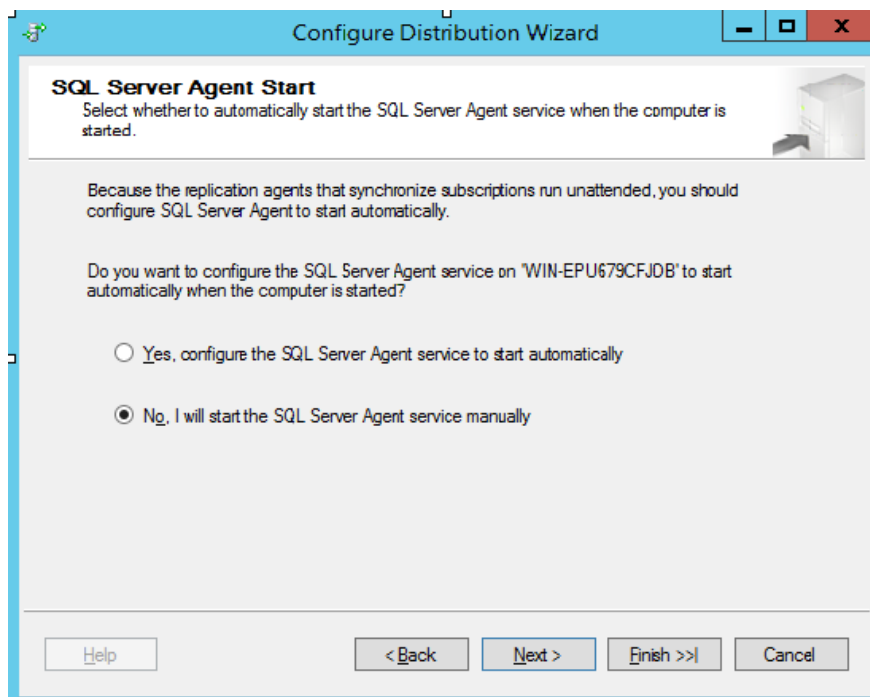 Configure Distribution Wizard
SQL Server Agent Start
Select whether to automatically start the SQL Server Agent service when the computer is
started.
Because the replication agents that synchronize subscriptions run unattended, you should
configure SQL Server Agent to start automatically.
Do you want to configure the SQL Server Agent service on 'WIN-EPU679CFJDB' to start
automatically when the computer is started?
Yes, configure the SQL Server Agent service to start automatically
No, I will start the SQL Server Agent service manually
Help < Back Next > Finish >>| Cancel